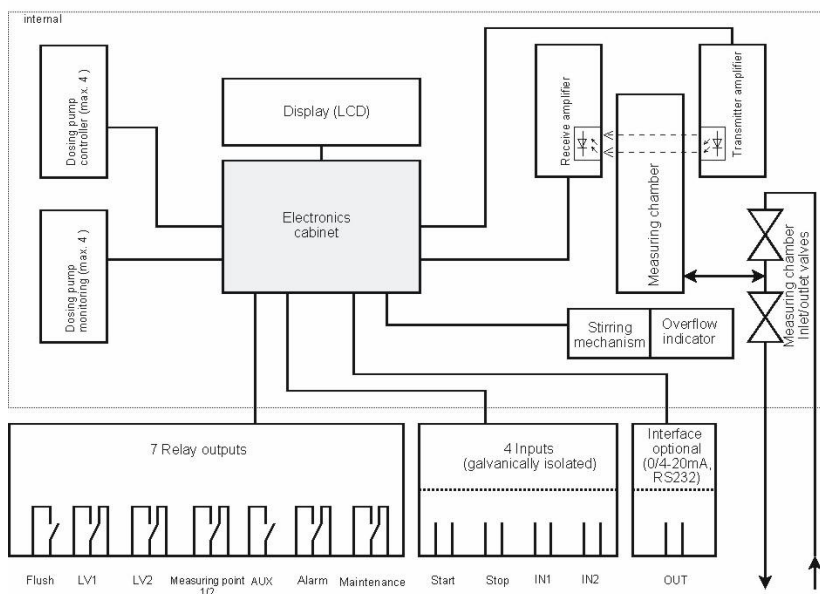 internal
Dosing pump
controller (max. 4 )
Display (LCD)
Receive amplifier
Transmitter amplifier
Measuring chamber
Electronics
cabinet
Dosing pump
monitoring (max. 4 )
Measuring chamber
Inlet/outlet valves
Stirring
mechanism
Overflow
indicator
7 Relay outputs
4 Inputs
(galvanically isolated)
Interface
optional
(0/4-20mA,
RS232)
Flush
LV1
LV2
Measuring point
1/2
AUX
Alarm
Maintenance
Start
Stop
IN1
IN2
OUT